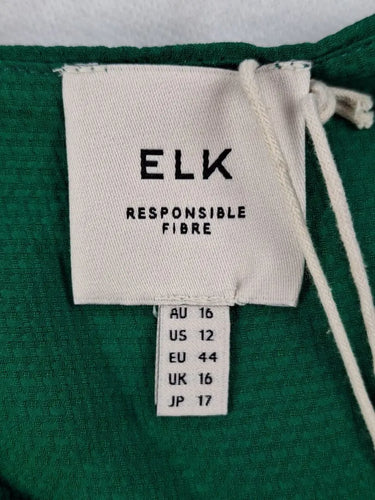 ELK
RESPONSIBLE
FIBRE
AU 16
US 12
EU 44
UK 16
JP 17